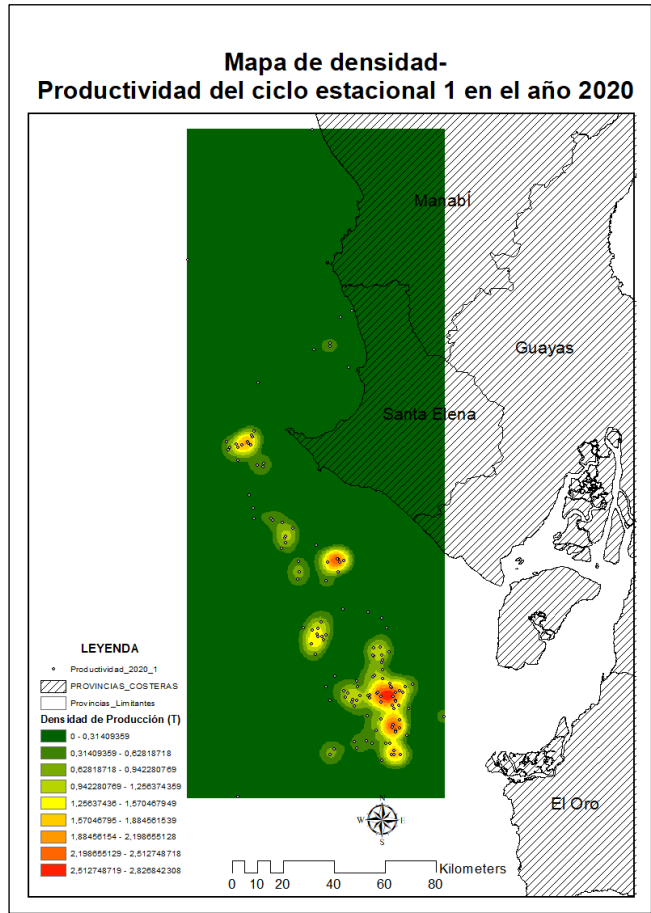 Mapa de densidad-
Productividad del ciclo estacional 1 en el año 2020
Manabí
Guayas
Santa Elena
El Oro
LEYENDA
Productividad_2020_1
PROVINCIAS_COSTERAS
Provincias_Limitantes
Densidad de Producción (T)
0 - 0,31409359
0,31409359 - 0,62818718
0,62818718 - 0,942280769
0,942280769 - 1,256374359
1,25637436 - 1,570467949
1,57046795 - 1,884561539
1,88456154 - 2,198655128
2,198655129 - 2,512748718
2,512748719 - 2,826842308
N
W E
S
Kilometers
0 10 20 40 60 80